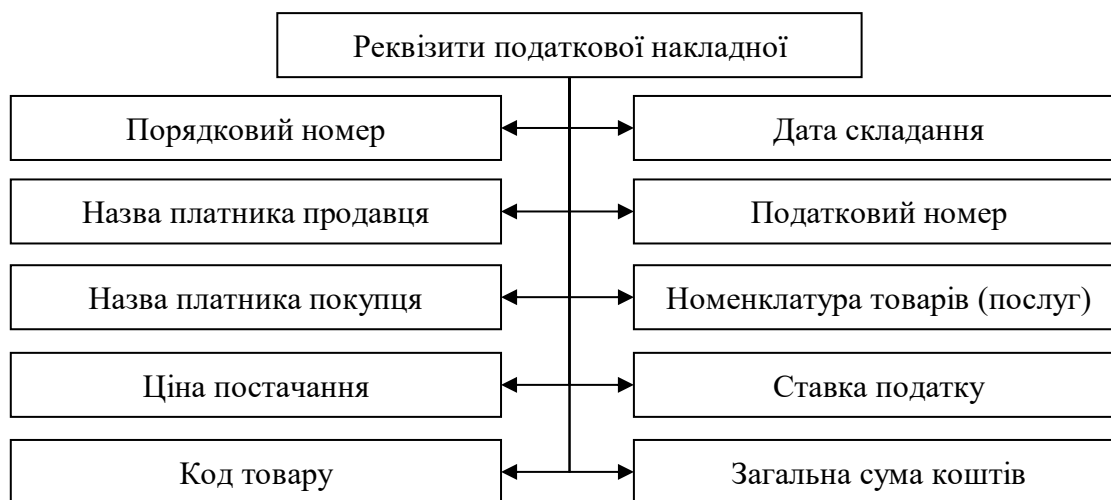 Реквізити податкової накладної
Порядковий номер
Дата складання
Назва платника продавця
Податковий номер
Назва платника покупця
Номенклатура товарів (послуг)
Ціна постачання
Ставка податку
Код товару
Загальна сума коштів